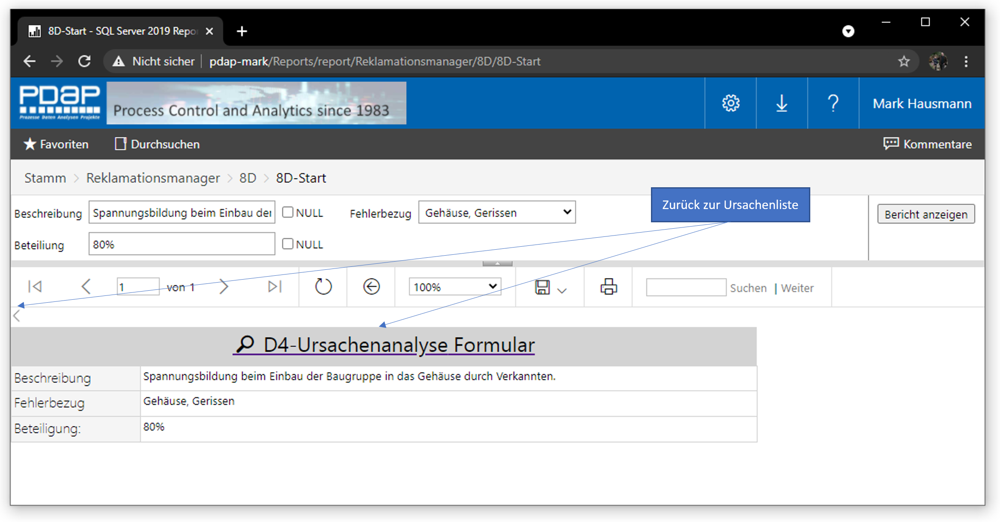 8D-Start - SQL Server 2019 Repo
Nicht sicher | pdap-mark/Reports/report/Reklamationsmanager/8D/8D-Start
PDAP
Prozesse Daten Analysen Projekte
Process Control and Analytics since 1983
? Mark Hausmann
Favoriten Durchsuchen Kommentare
Stamm > Reklamationsmanager > 8D > 8D-Start
Zurück zur Ursachenliste
Beschreibung Spannungsbildung beim Einbau der NULL Fehlerbezug Gehäuse, Gerissen Bericht anzeigen
Beteiliung 80% NULL
1 von 1 100% Suchen | Weiter
D4-Ursachenanalyse Formular
Beschreibung Spannungsbildung beim Einbau der Baugruppe in das Gehäuse durch Verkannten.
Fehlerbezug Gehäuse, Gerissen
Beteiligung: 80%